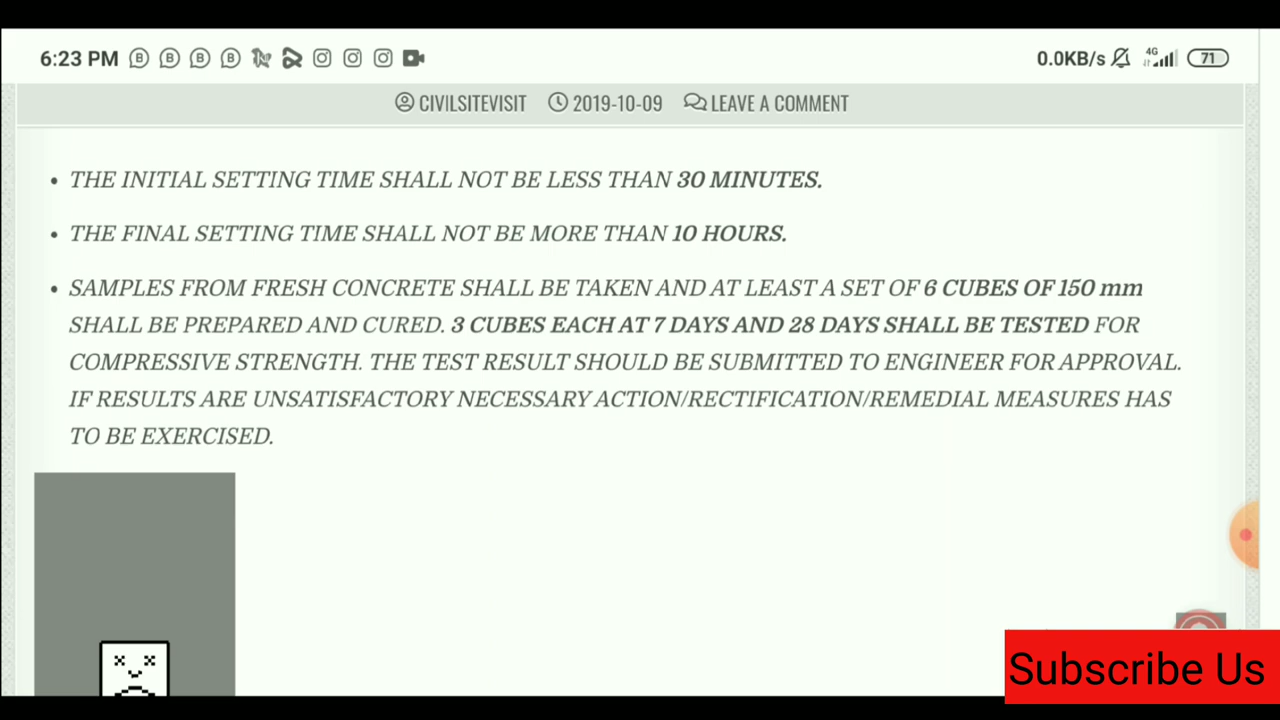 6:23 PM 0.0KB/s 4G 71
CIVILSITEVISIT 2019-10-09 LEAVE A COMMENT
• THE INITIAL SETTING TIME SHALL NOT BE LESS THAN 30 MINUTES.
• THE FINAL SETTING TIME SHALL NOT BE MORE THAN 10 HOURS.
• SAMPLES FROM FRESH CONCRETE SHALL BE TAKEN AND AT LEAST A SET OF 6 CUBES OF 150 mm
SHALL BE PREPARED AND CURED. 3 CUBES EACH AT 7 DAYS AND 28 DAYS SHALL BE TESTED FOR
COMPRESSIVE STRENGTH. THE TEST RESULT SHOULD BE SUBMITTED TO ENGINEER FOR APPROVAL.
IF RESULTS ARE UNSATISFACTORY NECESSARY ACTION/RECTIFICATION/REMEDIAL MEASURES HAS
TO BE EXERCISED.
Subscribe Us